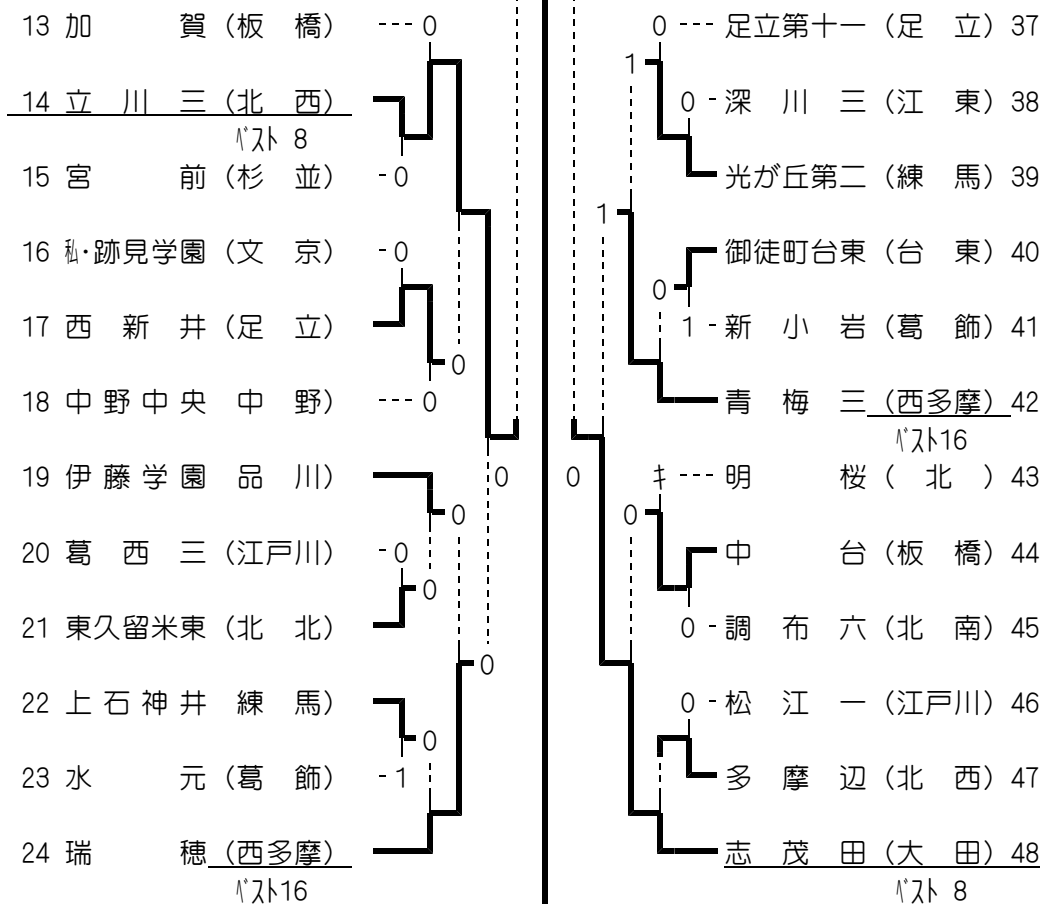 13 加 賀（板 橋） 0
14 立 川 三（北 西）
ﾍﾞｽﾄ 8
15 宮 前（杉 並） 0
16 私・跡見学園（文 京） 0
17 西 新 井（足 立）
0
18 中 野 中 央 中 野） 0
0
19 伊 藤 学 園 品 川）
0
20 葛 西 三（江戸川） 0
0
21 東久留米東（北 北）
0
22 上 石 神 井 練 馬）
0
23 水 元（葛 飾） 1
24 瑞 穂（西多摩）
ﾍﾞｽﾄ16
0 足立第十一（足 立）37
1
0 深 川 三（江 東）38
光が丘第二（練 馬）39
1
御徒町台東（台 東）40
0
1 新 小 岩（葛 飾）41
青 梅 三（西多摩）42
ﾍﾞｽﾄ16
0
ｷ 明 桜（ 北 ）43
0
中 台（板 橋）44
0 調 布 六（北 南）45
0 松 江 一（江戸川）46
多 摩 辺（北 西）47
志 茂 田（大 田）48
ﾍﾞｽﾄ 8